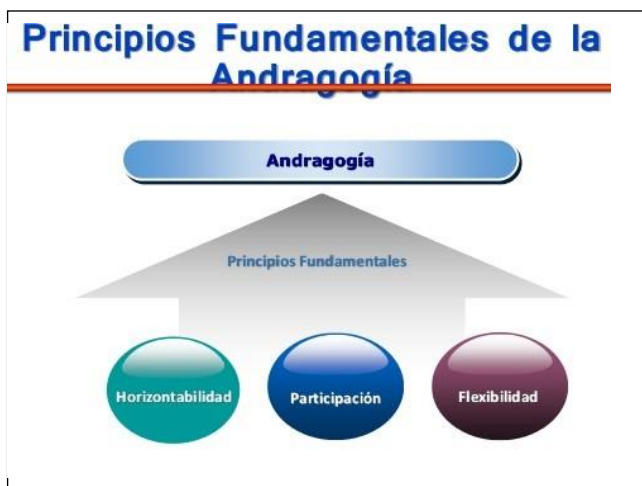 Principios Fundamentales de la
Andragogía
Andragogía
Principios Fundamentales
Horizontabilidad
Participación
Flexibilidad